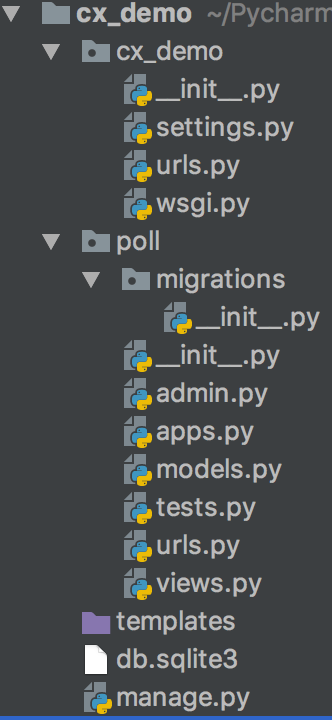 cx_demo ~/Pycharm
cx_demo
__init__.py
settings.py
urls.py
wsgi.py
poll
migrations
__init__.py
__init__.py
admin.py
apps.py
models.py
tests.py
urls.py
views.py
templates
db.sqlite3
manage.py